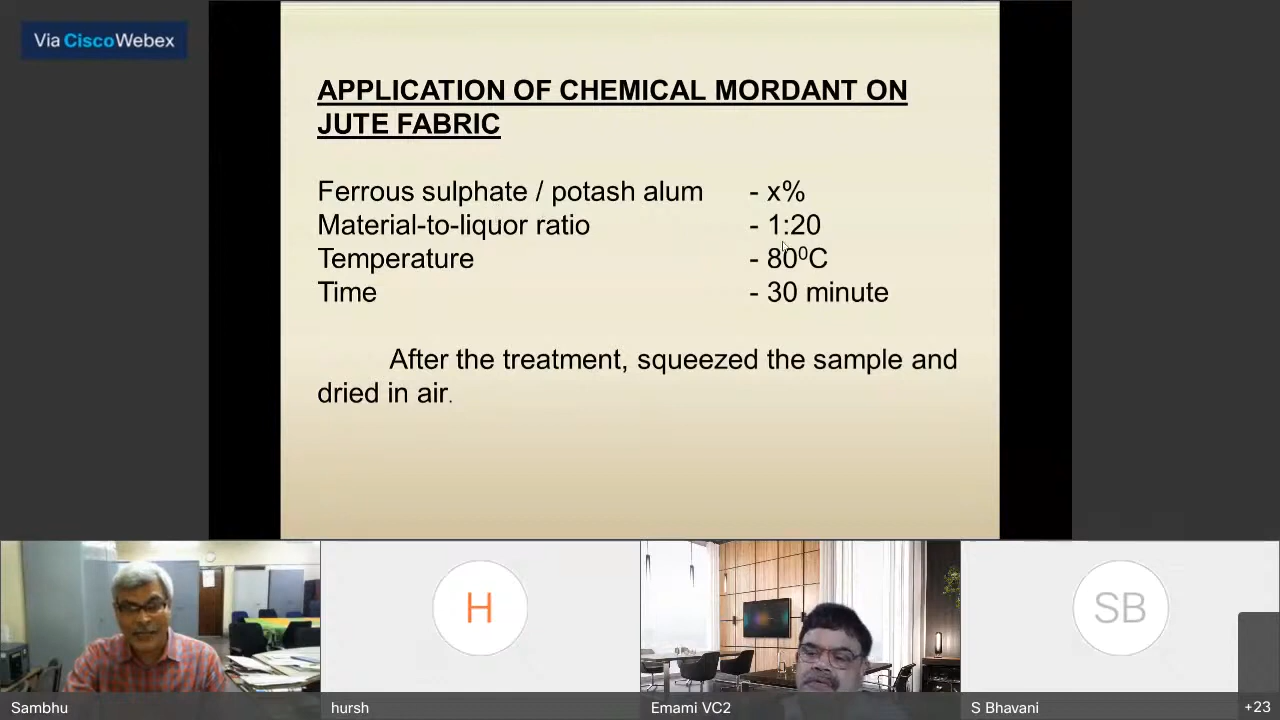 Via CiscoWebex
APPLICATION OF CHEMICAL MORDANT ON
JUTE FABRIC
Ferrous sulphate / potash alum - x%
Material-to-liquor ratio - 1:20
Temperature - 80⁰C
Time - 30 minute
After the treatment, squeezed the sample and
dried in air.
H
SB
Sambhu
hursh
Emami VC2
S Bhavani
+23